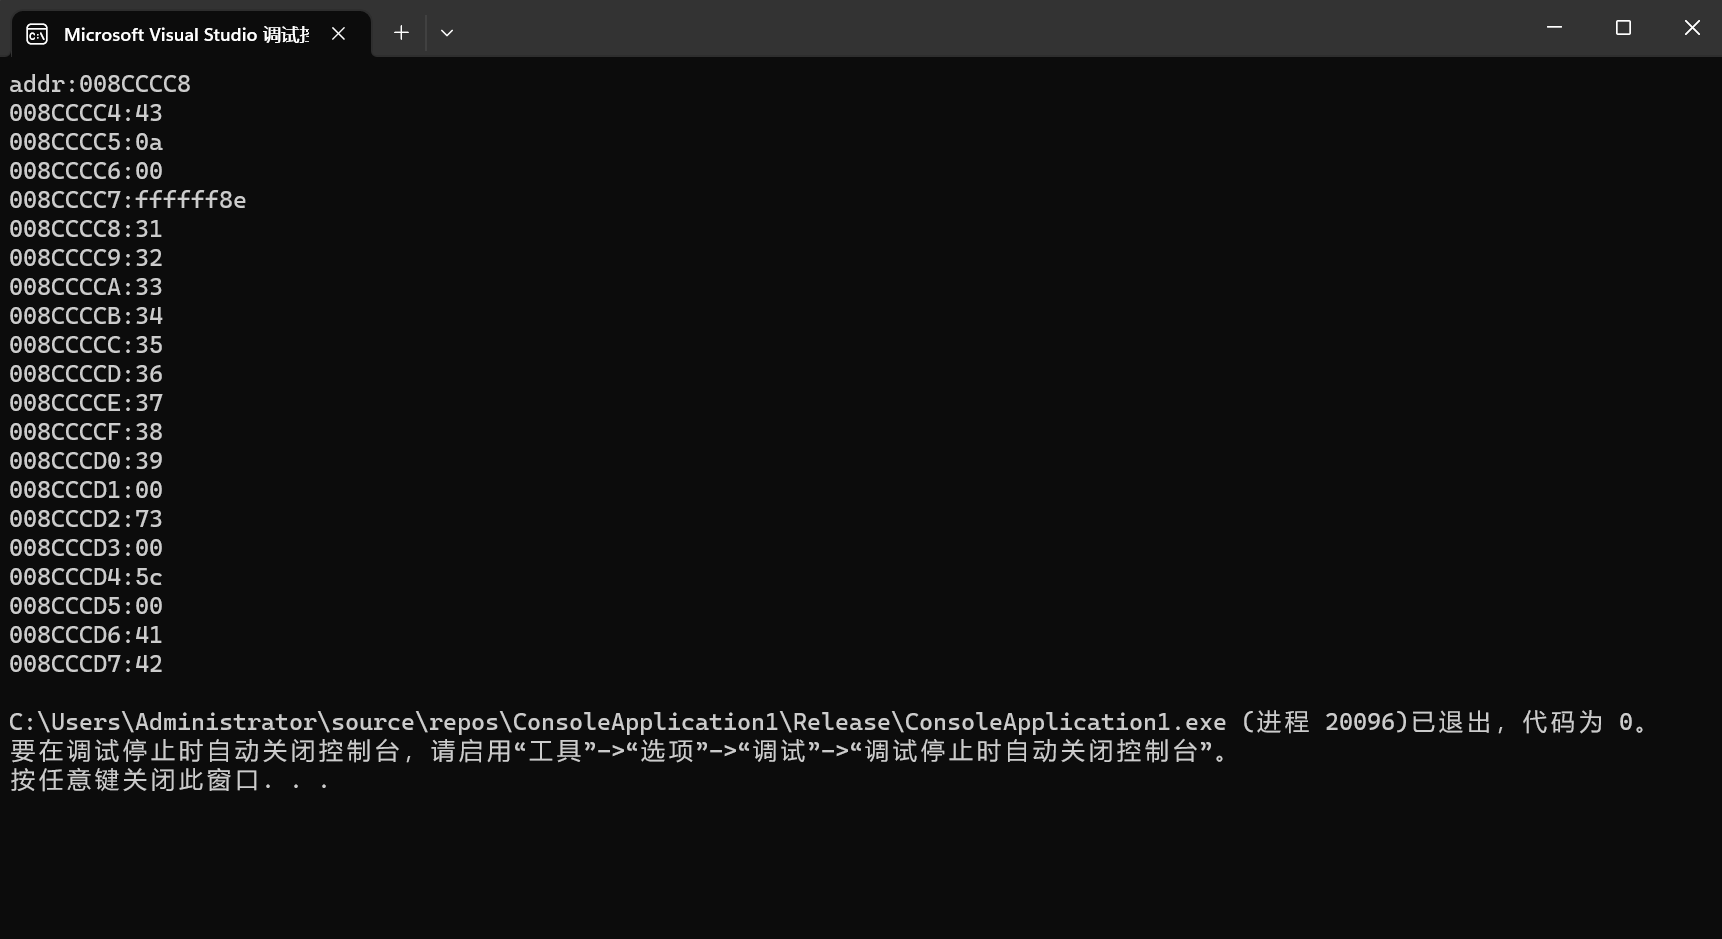 Microsoft Visual Studio 调试
addr:008CCCC8
008CCCC4:43
008CCCC5:0a
008CCCC6:00
008CCCC7:ffffff8e
008CCCC8:31
008CCCC9:32
008CCCCA:33
008CCCCB:34
008CCCCC:35
008CCCCD:36
008CCCCE:37
008CCCCF:38
008CCCD0:39
008CCCD1:00
008CCCD2:73
008CCCD3:00
008CCCD4:5c
008CCCD5:00
008CCCD6:41
008CCCD7:42
C:\Users\Administrator\source\repos\ConsoleApplication1\Release\ConsoleApplication1.exe (进程 20096)已退出，代码为 0。
要在调试停止时自动关闭控制台，请启用“工具”->“选项”->“调试”->“调试停止时自动关闭控制台”。
按任意键关闭此窗口. . .